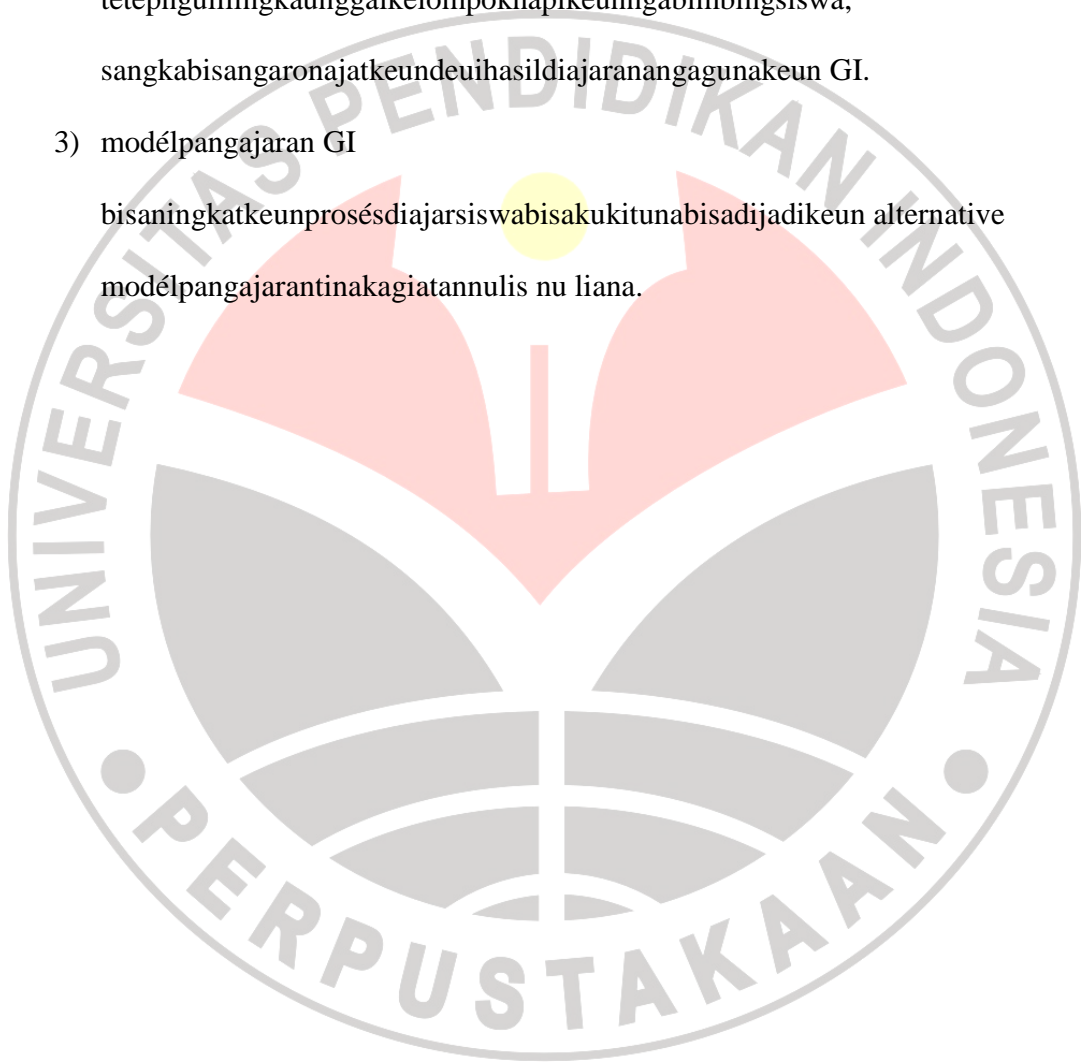 sangkabisangaronajatkeundeuihasildiajaranangagunakeun GI.
3) modélpangajaran GI
bisaningkatkeunprosésdiajarsiswabisakukitunabisadijadikeun alternative
modélpangajarantinakagiatannulis nu liana.
UNIVERSITAS PENDIDIKAN INDONESIA
PERPUSTAKAAN